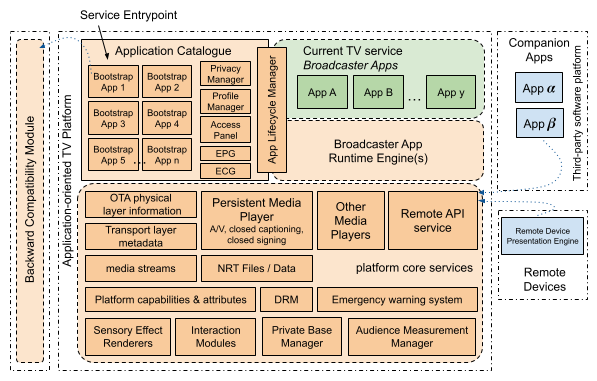 Service Entrypoint
Backward Compatibility Module
Application-oriented TV Platform
Application Catalogue
Bootstrap
App 1
Bootstrap
App 2
Bootstrap
App 3
Bootstrap
App 4
Bootstrap
App 5
...
Bootstrap
App n
Privacy
Manager
Profile
Manager
Access
Panel
EPG
ECG
App Lifecycle Manager
Current TV service
Broadcaster Apps
App A
App B
...
App y
Broadcaster App
Runtime Engine(s)
OTA physical
layer information
Transport layer
metadata
Persistent Media
Player
A/V, closed captioning,
closed signing
Other
Media
Players
Remote API
service
media streams
NRT Files / Data
platform core services
Platform capabilities & attributes
DRM
Emergency warning system
Sensory Effect
Renderers
Interaction
Modules
Private Base
Manager
Audience Measurement
Manager
Companion
Apps
App α
App β
Third-party software platform
Remote Device
Presentation Engine
Remote
Devices